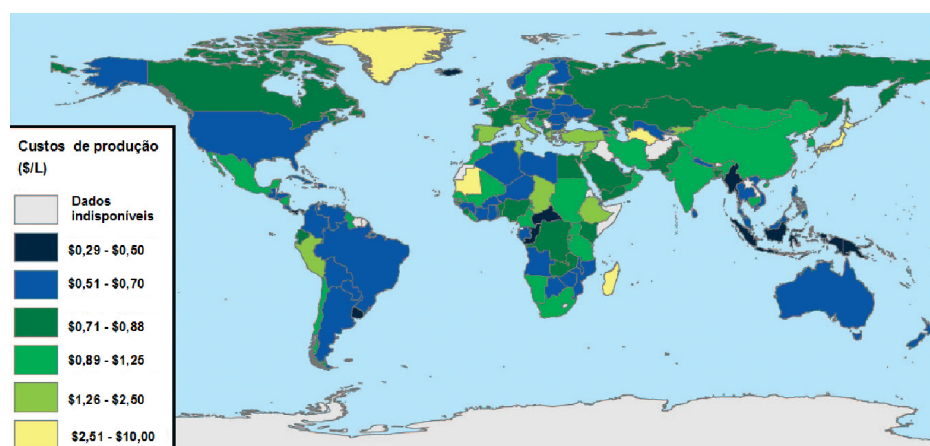 Custos de produção
($/L)
Dados
indisponíveis
$0,29 - $0,50
$0,51 - $0,70
$0,71 - $0,88
$0,89 - $1,25
$1,26 - $2,50
$2,51 - $10,00